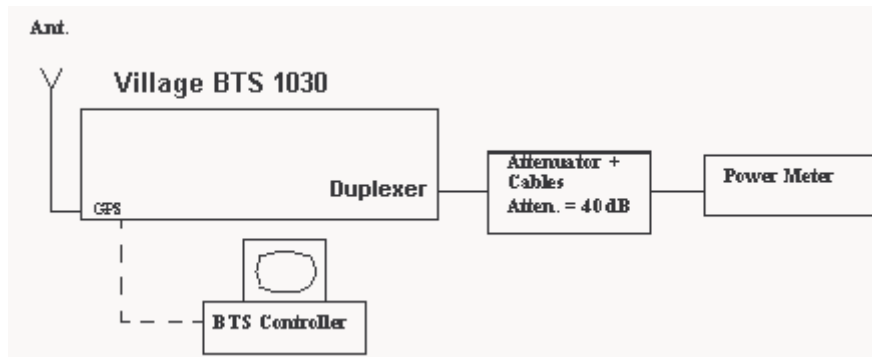 Ant.
Village BTS 1030
Duplexer
GPS
Attenuator +
Cables
Atten. = 40 dB
Power Meter
BTS Controller